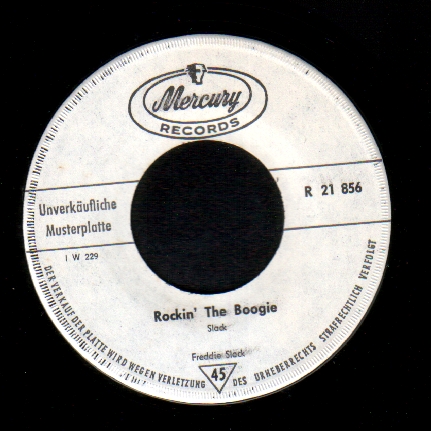 Mercury
RECORDS
Unverkäufliche
Musterplatte
R 21 856
I W 229
Rockin' The Boogie
Slack
Freddie Slack
45
DER VERKAUF DER PLATTE WIRD WEGEN VERLETZUNG DES URHEBERRECHTS STRAFRECHTLICH VERFOLGT